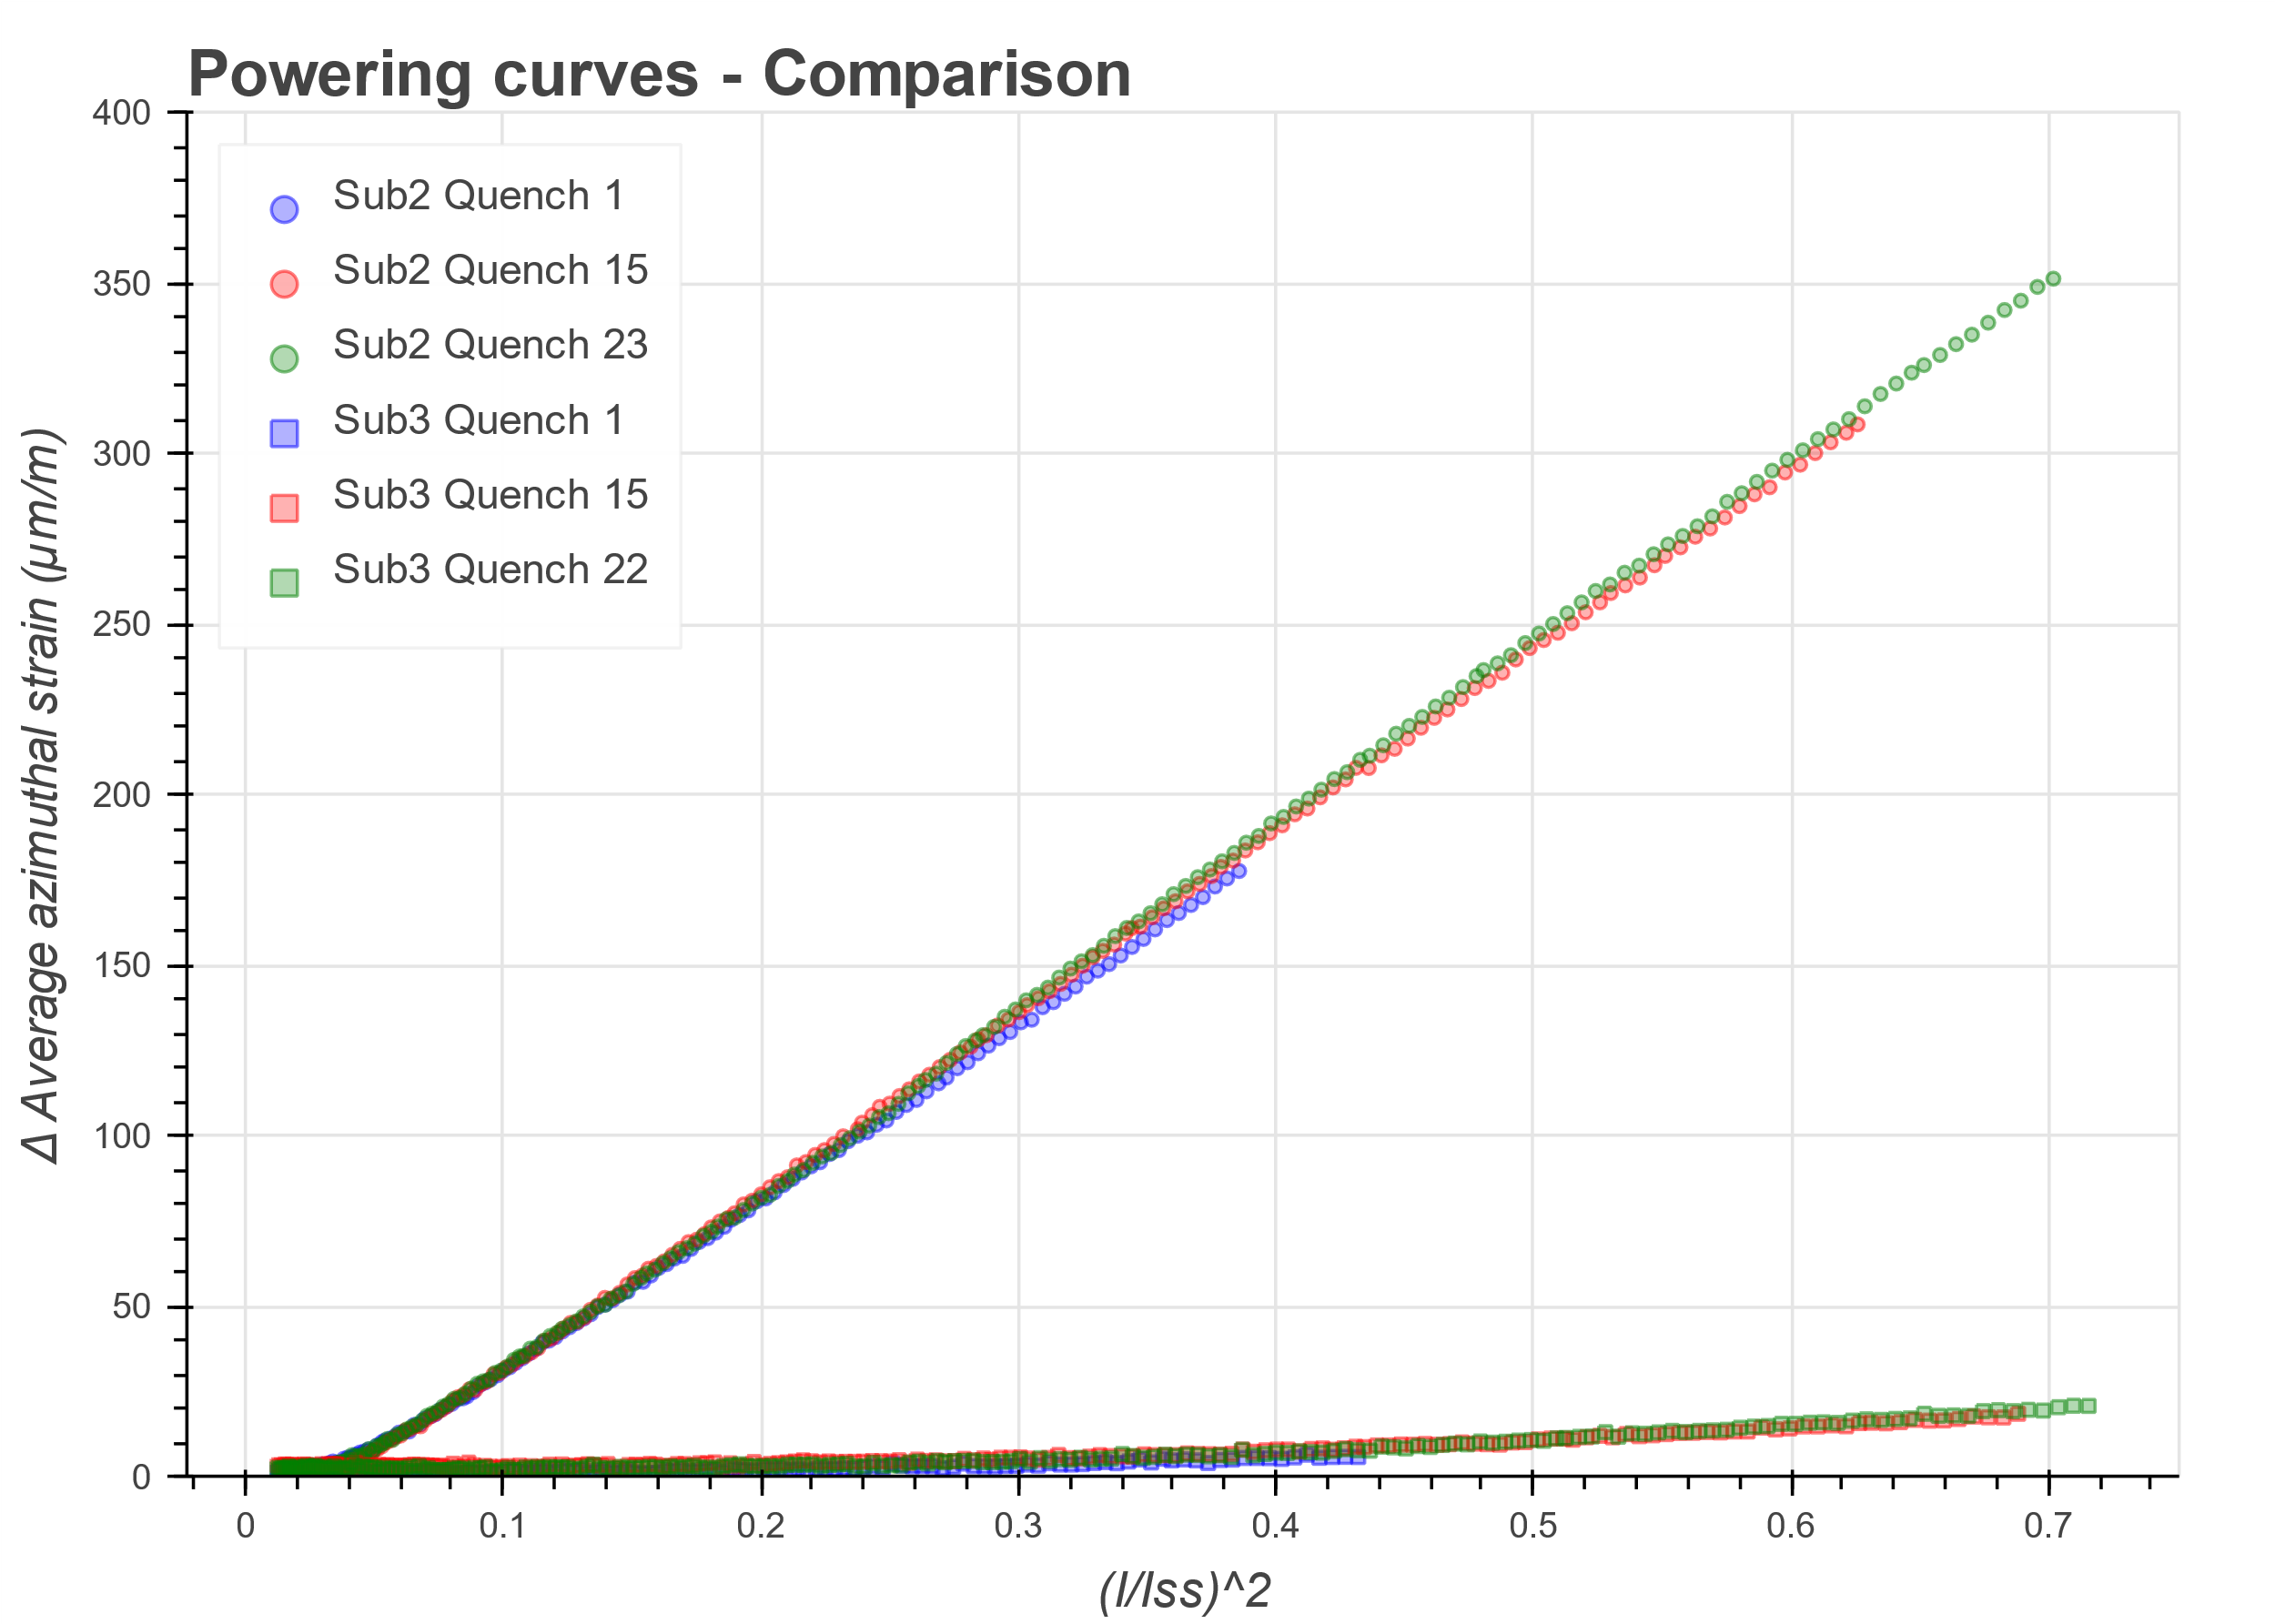 Powering curves - Comparison
Sub2 Quench 1
Sub2 Quench 15
Sub2 Quench 23
Sub3 Quench 1
Sub3 Quench 15
Sub3 Quench 22
Δ Average azimuthal strain (μm/m)
400
350
300
250
200
150
100
50
0
0 0.1 0.2 0.3 0.4 0.5 0.6 0.7
(I/Iss)^2